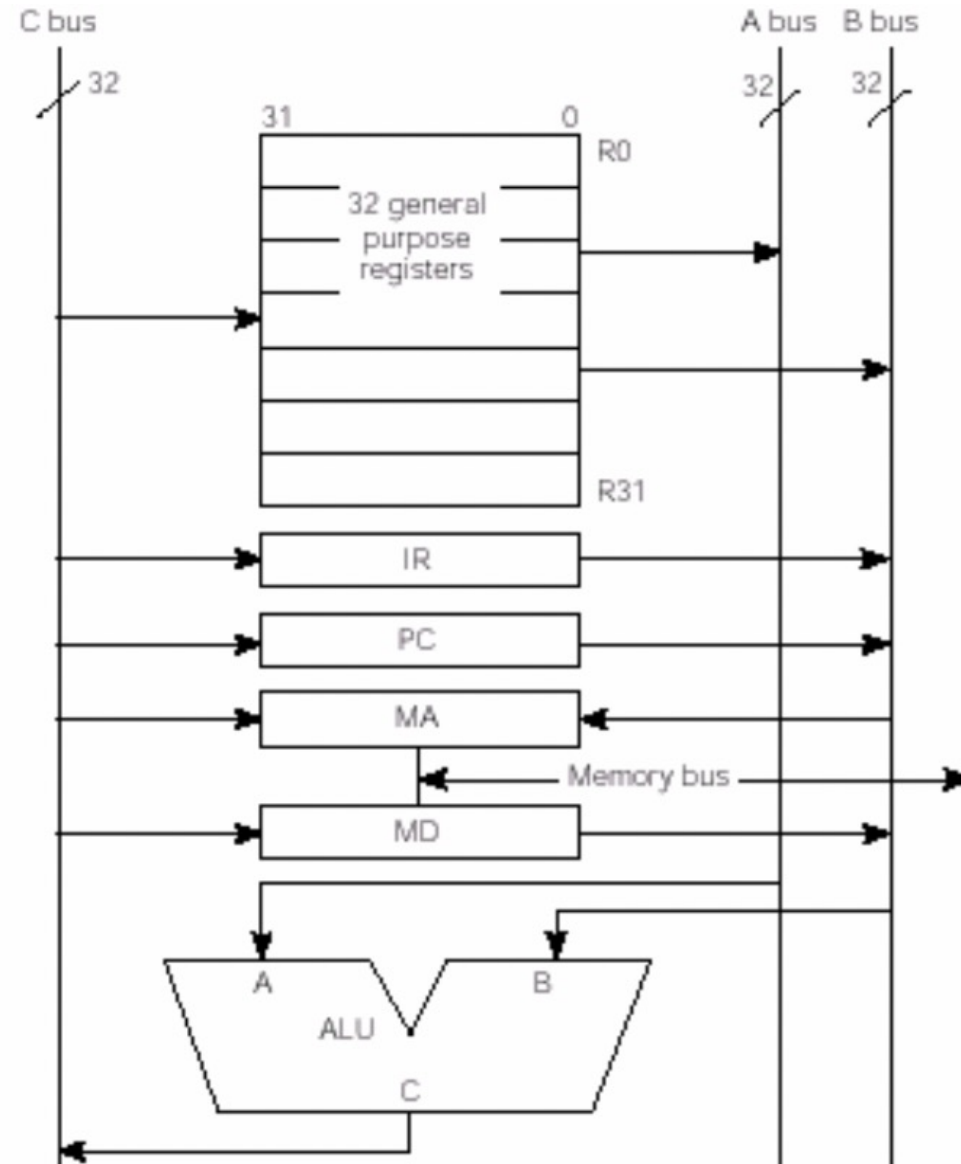 C bus
A bus
B bus
32
32
32
31
0
R0
32 general
purpose
registers
R31
IR
PC
MA
Memory bus
MD
A
B
ALU
C